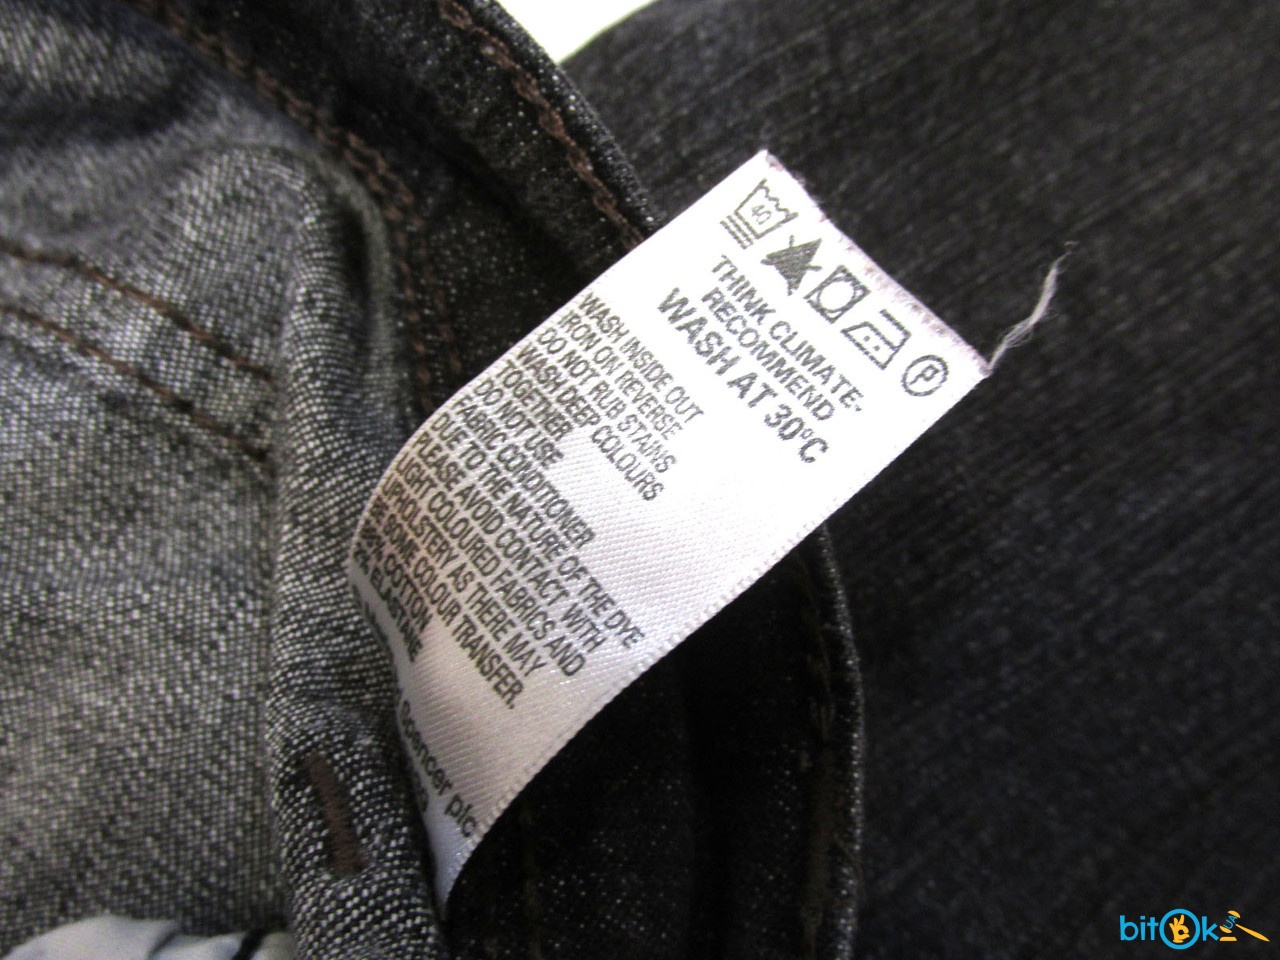 40
P
THINK CLIMATE-
RECOMMEND
WASH AT 30ºC
WASH INSIDE OUT
IRON ON REVERSE
DO NOT RUB STAINS
WASH DEEP COLOURS
TOGETHER
DO NOT USE
FABRIC CONDITIONER
DUE TO THE NATURE OF THE DYE
PLEASE AVOID CONTACT WITH
LIGHT COLOURED FABRICS AND
UPHOLSTERY AS THERE MAY
BE SOME COLOUR TRANSFER.
COTTON
ELASTANE
Spencer plc
bitOk UA